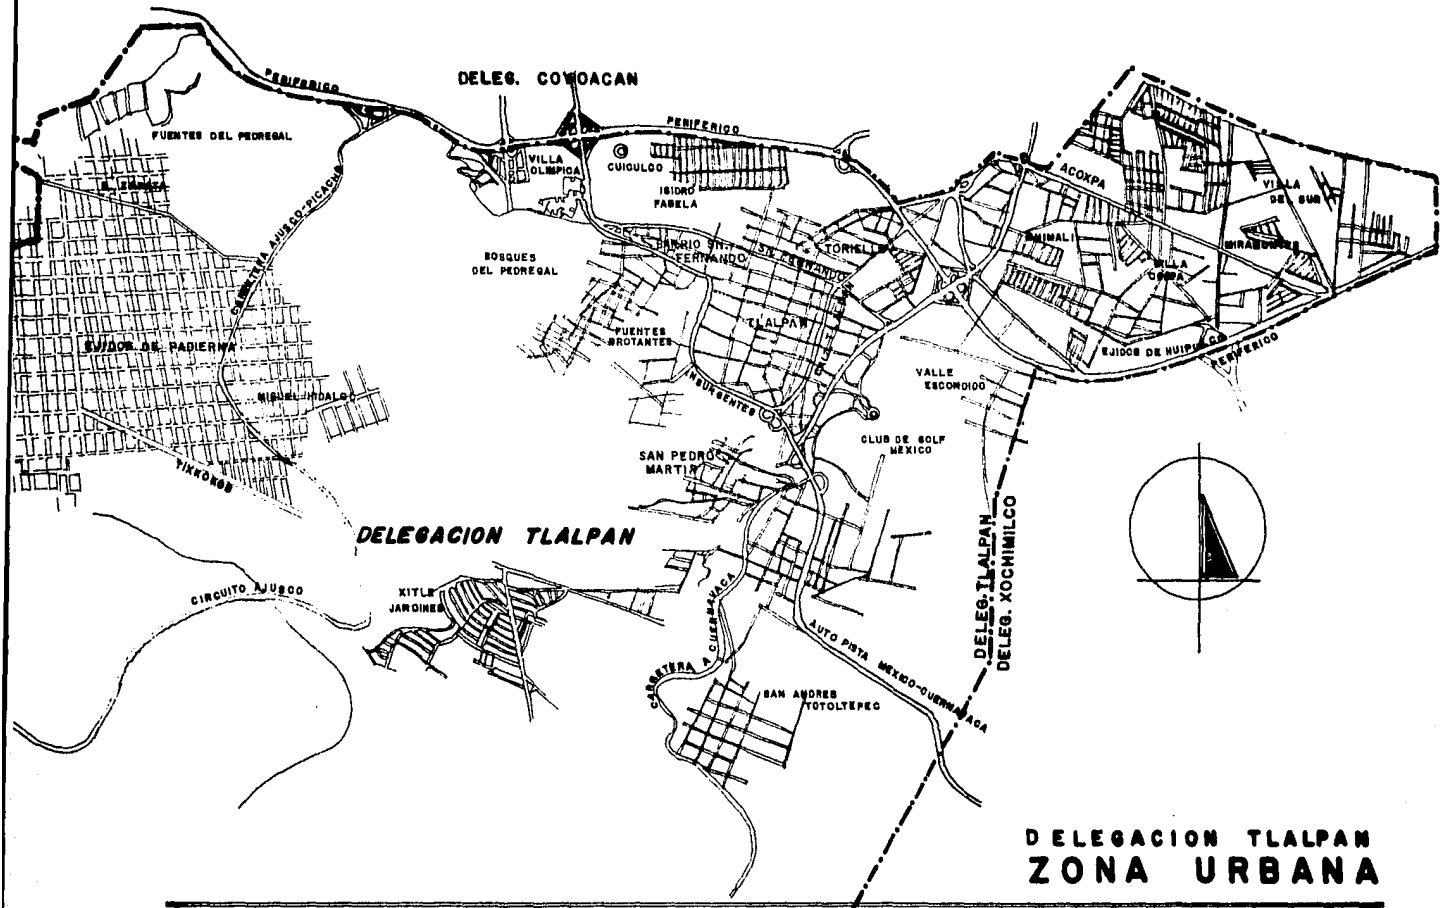 DELEG. COYOACAN
PERIFERICO
PERIFERICO
FUENTES DEL PEDREGAL
VILLA
OLIMPICA
CUICUILCO
ISIDRO
FABELA
ACOXPA
VILLA
DEL SUR
CARRETERA AJUSCO-PICACHO
BARRIO SN.
FERNANDO
SN. FERNANDO
TORIELLO
MIRAMONTES
VILLA
COAPA
BOSQUES
DEL PEDREGAL
TLALPAN
FUENTES
BROTANTES
EJIDOS DE PADIERNA
EJIDOS DE HUIPULCO
PERIFERICO
VALLE
ESCONDIDO
INSURGENTES
MIGUEL HIDALGO
CLUB DE GOLF
MEXICO
SAN PEDRO
MARTIR
DELEGACION TLALPAN
DELEG. TLALPAN
DELEG. XOCHIMILCO
CIRCUITO AJUSCO
XITLE
JARDINES
CARRETERA A CUERNAVACA
AUTO PISTA MEXICO-CUERNAVACA
SAN ANDRES
TOTOLTEPEC
DELEGACION TLALPAN
ZONA URBANA